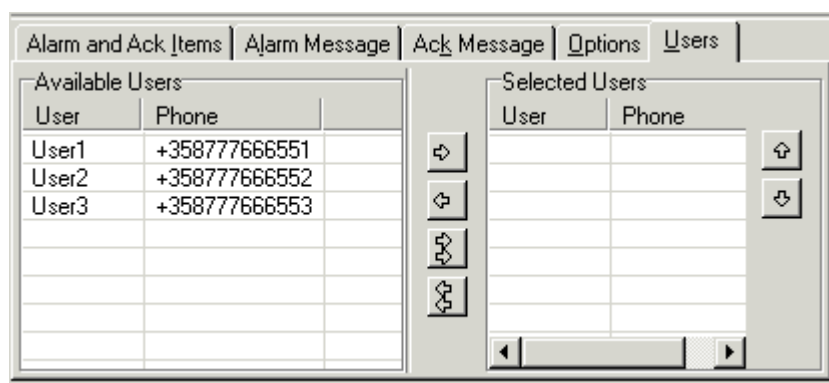 Alarm and Ack Items Alarm Message Ack Message Options Users
Available Users
User Phone
User1 +358777666551
User2 +358777666552
User3 +358777666553
Selected Users
User Phone